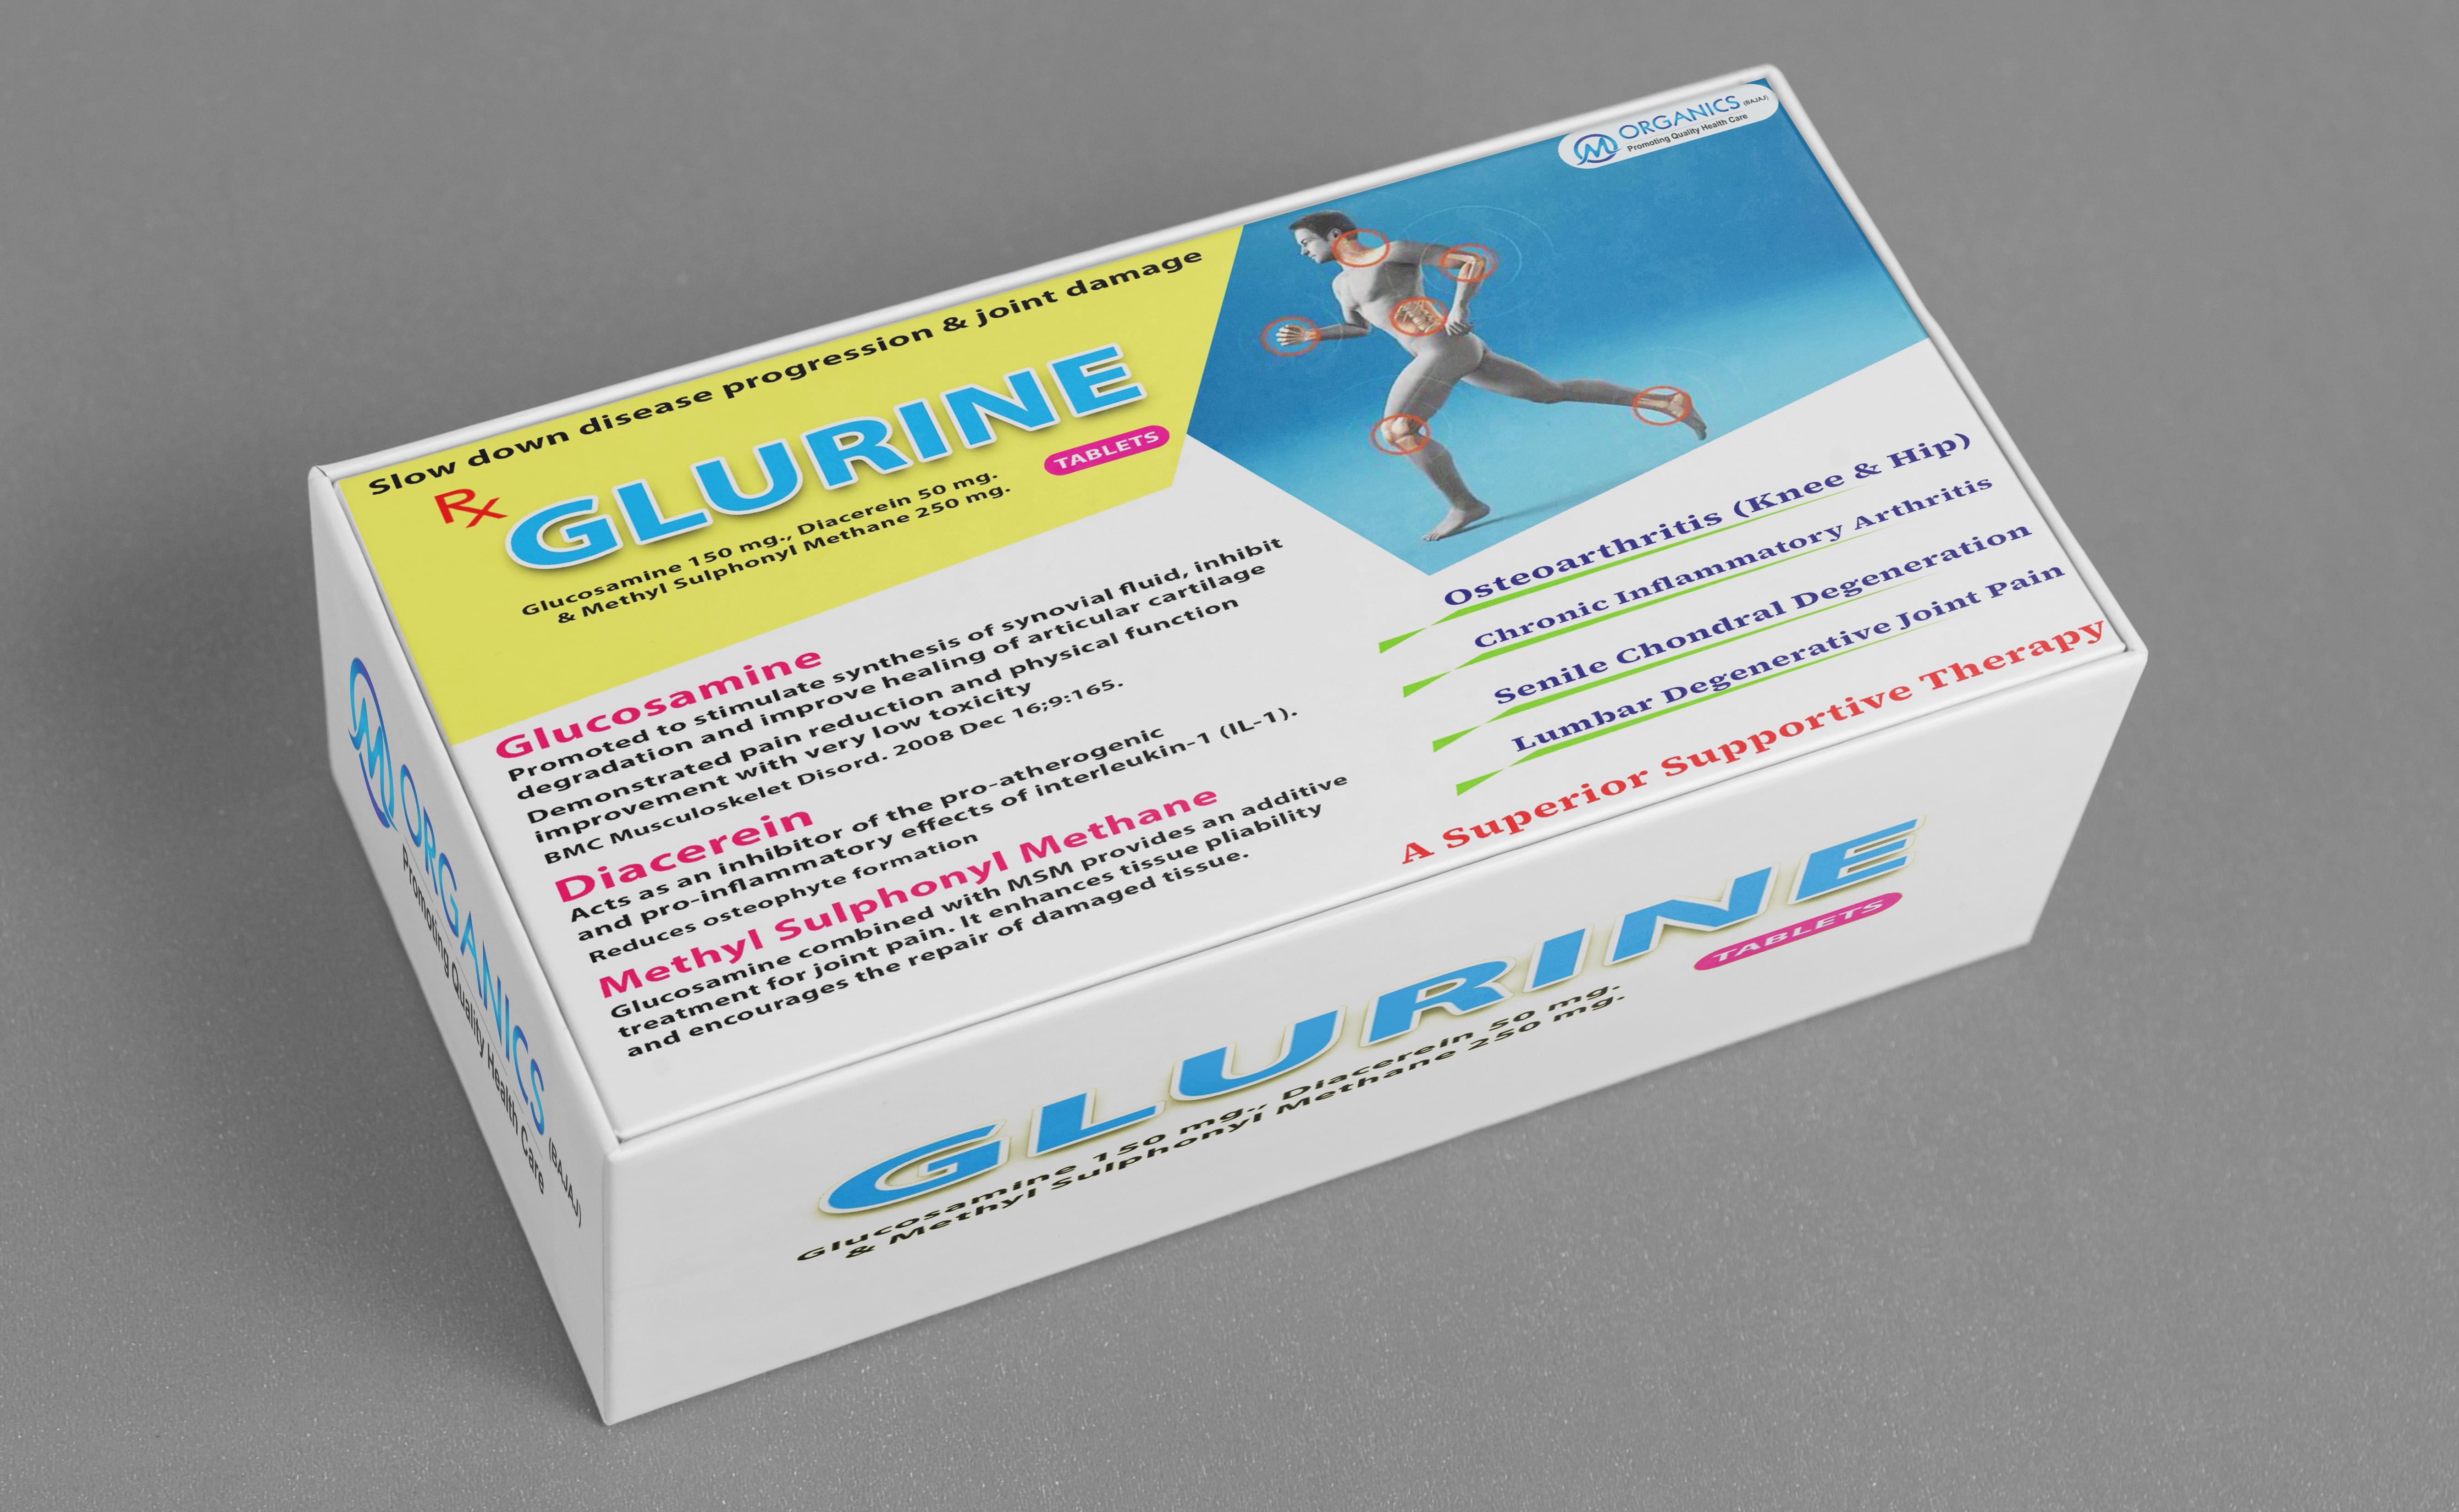 Slow down disease progression & joint damage
Rx
GLURINE
TABLETS
Glucosamine 150 mg., Diacerein 50 mg.
& Methyl Sulphonyl Methane 250 mg.
M ORGANICS (BAJAJ)
Promoting Quality Health Care
Glucosamine
Promoted to stimulate synthesis of synovial fluid, inhibit
degradation and improve healing of articular cartilage
Demonstrated pain reduction and physical function
improvement with very low toxicity
BMC Musculoskelet Disord. 2008 Dec 16;9:165.
Diacerein
Acts as an inhibitor of the pro-atherogenic
and pro-inflammatory effects of interleukin-1 (IL-1).
Reduces osteophyte formation
Methyl Sulphonyl Methane
Glucosamine combined with MSM provides an additive
treatment for joint pain. It enhances tissue pliability
and encourages the repair of damaged tissue.
Osteoarthritis (Knee & Hip)
Chronic Inflammatory Arthritis
Senile Chondral Degeneration
Lumbar Degenerative Joint Pain
A Superior Supportive Therapy
M ORGANICS (BAJAJ)
Promoting Quality Health Care
GLURINE
TABLETS
Glucosamine 150 mg., Diacerein 50 mg.
& Methyl Sulphonyl Methane 250 mg.